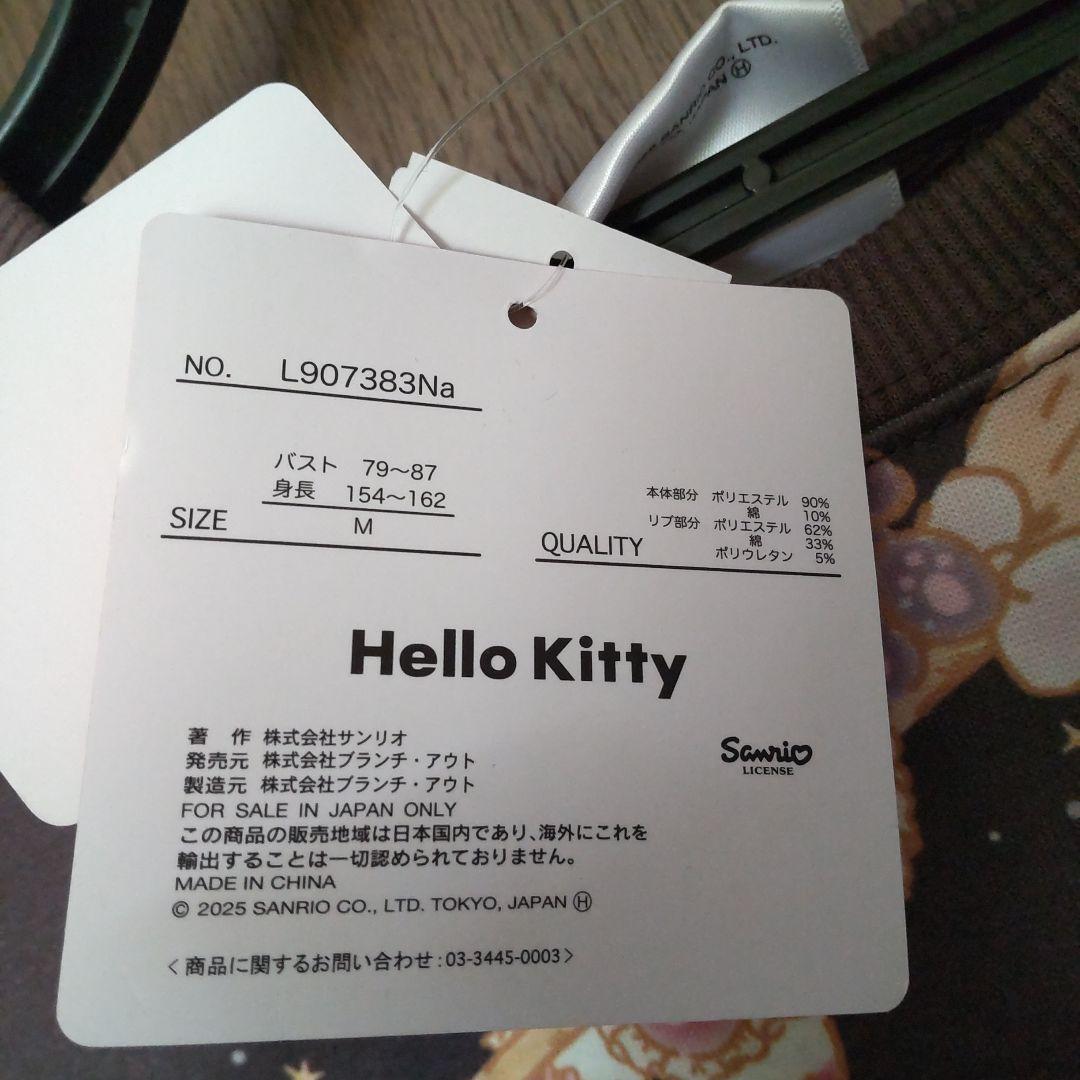 SANRIO CO., LTD.
JAPAN Ⓗ
NO. L907383Na
バスト 79～87
身長 154～162
SIZE M
本体部分 ポリエステル 90%
綿 10%
リブ部分 ポリエステル 62%
綿 33%
ポリウレタン 5%
QUALITY
Hello Kitty
著 作 株式会社サンリオ
発売元 株式会社ブランチ・アウト
製造元 株式会社ブランチ・アウト
Sanrio
LICENSE
FOR SALE IN JAPAN ONLY
この商品の販売地域は日本国内であり、海外にこれを
輸出することは一切認められておりません。
MADE IN CHINA
© 2025 SANRIO CO., LTD. TOKYO, JAPAN Ⓗ
<商品に関するお問い合わせ:03-3445-0003>